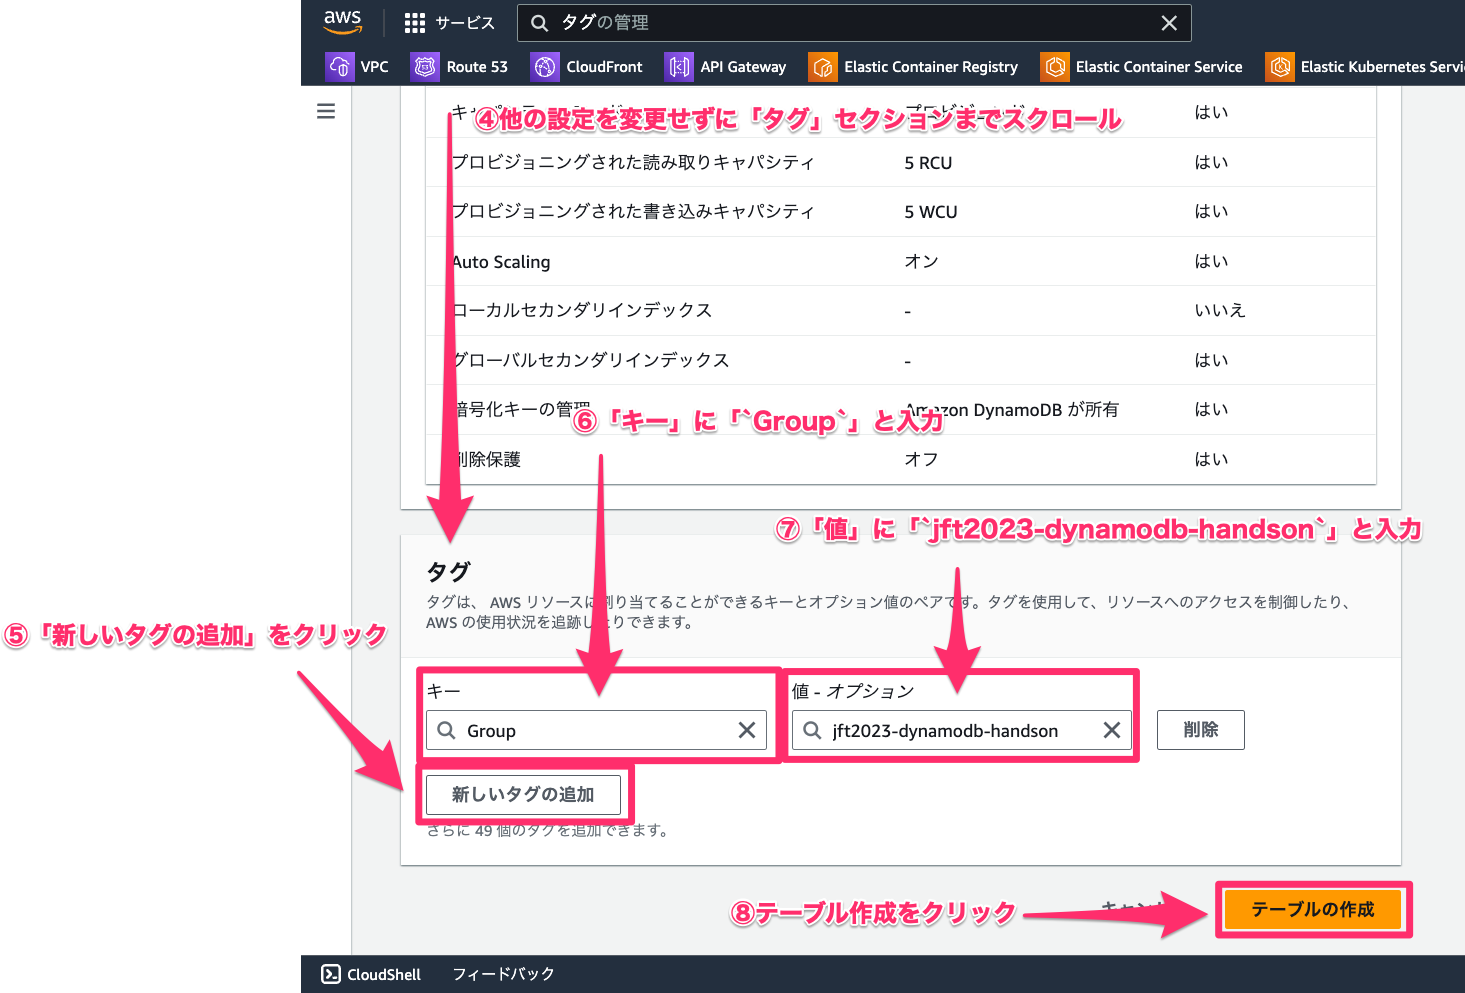 aws
サービス
タグの管理
VPC
Route 53
CloudFront
API Gateway
Elastic Container Registry
Elastic Container Service
Elastic Kubernetes
④他の設定を変更せずに「タグ」セクションまでスクロール
はい
プロビジョニングされた読み取りキャパシティ 5 RCU はい
プロビジョニングされた書き込みキャパシティ 5 WCU はい
Auto Scaling オン はい
ローカルセカンダリインデックス - いいえ
グローバルセカンダリインデックス - はい
暗号化キーの管理 Amazon DynamoDB が所有 はい
⑥「キー」に「`Group`」と入力
削除保護 オフ はい
⑦「値」に「`jft2023-dynamodb-handson`」と入力
タグ
タグは、 AWS リソースに割り当てることができるキーとオプション値のペアです。タグを使用して、リソースへのアクセスを制御したり、
AWS の使用状況を追跡したりできます。
⑤「新しいタグの追加」をクリック
キー
値 - オプション
Group
jft2023-dynamodb-handson
削除
新しいタグの追加
さらに 49 個のタグを追加できます。
⑧テーブル作成をクリック
テーブルの作成
CloudShell
フィードバック